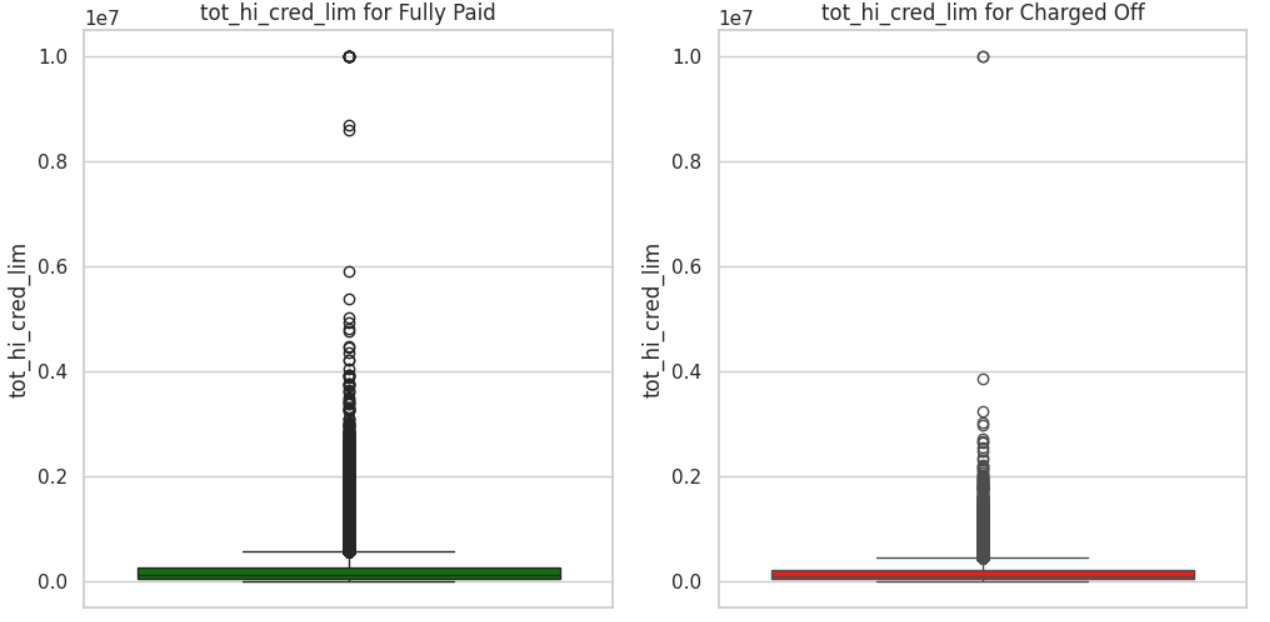 tot_hi_cred_lim for Fully Paid
1e7
1.0
0.8
0.6
0.4
0.2
0.0
tot_hi_cred_lim
tot_hi_cred_lim for Charged Off
1e7
1.0
0.8
0.6
0.4
0.2
0.0
tot_hi_cred_lim